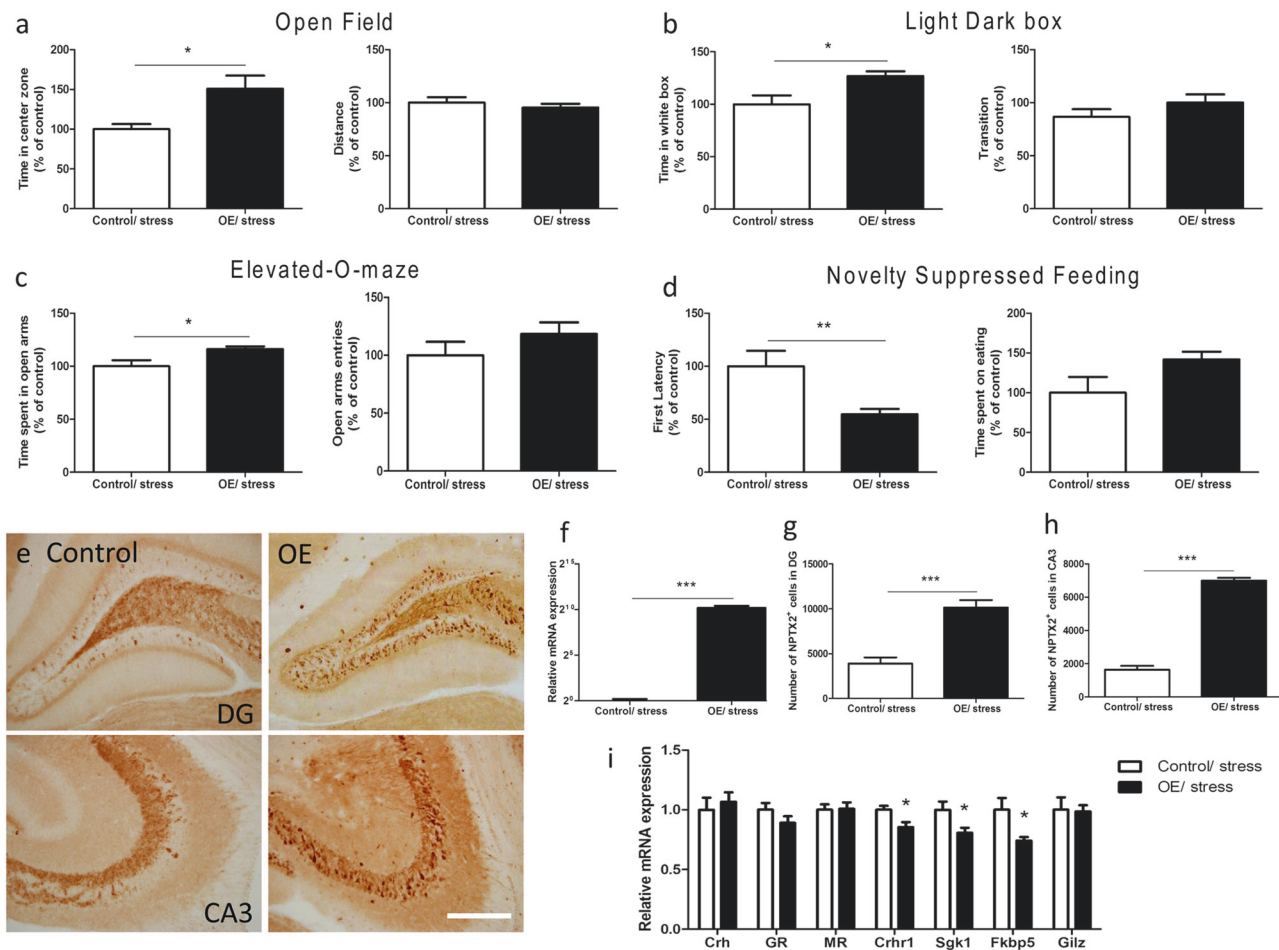 a
Open Field
Time in center zone
(% of control)
200
150
100
50
0
*
Control/ stress
OE/ stress
Distance
(% of control)
150
100
50
0
Control/ stress
OE/ stress
b
Light Dark box
Time in white box
(% of control)
150
100
50
0
*
Control/ stress
OE/ stress
Transition
(% of control)
150
100
50
0
Control/ stress
OE/ stress
c
Elevated-O-maze
Time spent in open arms
(% of control)
150
100
50
0
*
Control/ stress
OE/ stress
Open arms entries
(% of control)
150
100
50
0
Control/ stress
OE/ stress
d
Novelty Suppressed Feeding
First Latency
(% of control)
150
100
50
0
**
Control/ stress
OE/ stress
Time spent on eating
(% of control)
200
150
100
50
0
Control/ stress
OE/ stress
e Control
OE
DG
CA3
f
Relative mRNA expression
2^15
2^10
2^5
2^0
***
Control/ stress
OE/ stress
g
Number of NPTX2⁺ cells in DG
15000
10000
5000
0
***
Control/ stress
OE/ stress
h
Number of NPTX2⁺ cells in CA3
8000
6000
4000
2000
0
***
Control/ stress
OE/ stress
i
Relative mRNA expression
1.5
1.0
0.5
0.0
*
*
*
Crh
GR
MR
Crhr1
Sgk1
Fkbp5
Gilz
Control/ stress
OE/ stress